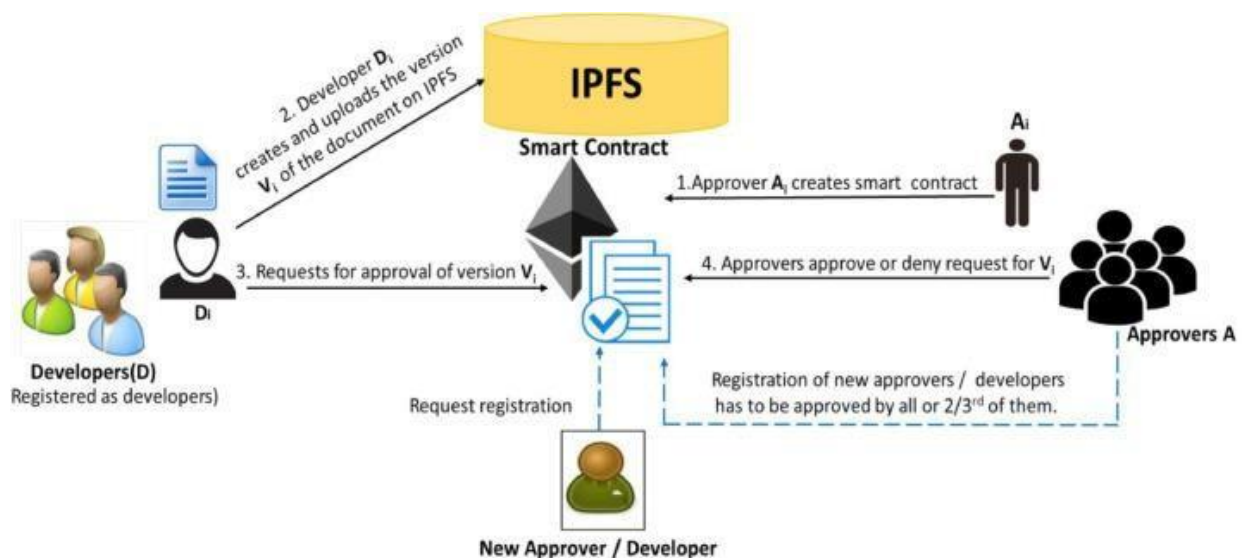 IPFS
2. Developer Di
creates and uploads the version
Vi of the document on IPFS
Smart Contract
Ai
1.Approver Ai creates smart contract
3. Requests for approval of version Vi
4. Approvers approve or deny request for Vi
Di
Approvers A
Developers(D)
Registered as developers)
Request registration
Registration of new approvers / developers
has to be approved by all or 2/3rd of them.
New Approver / Developer